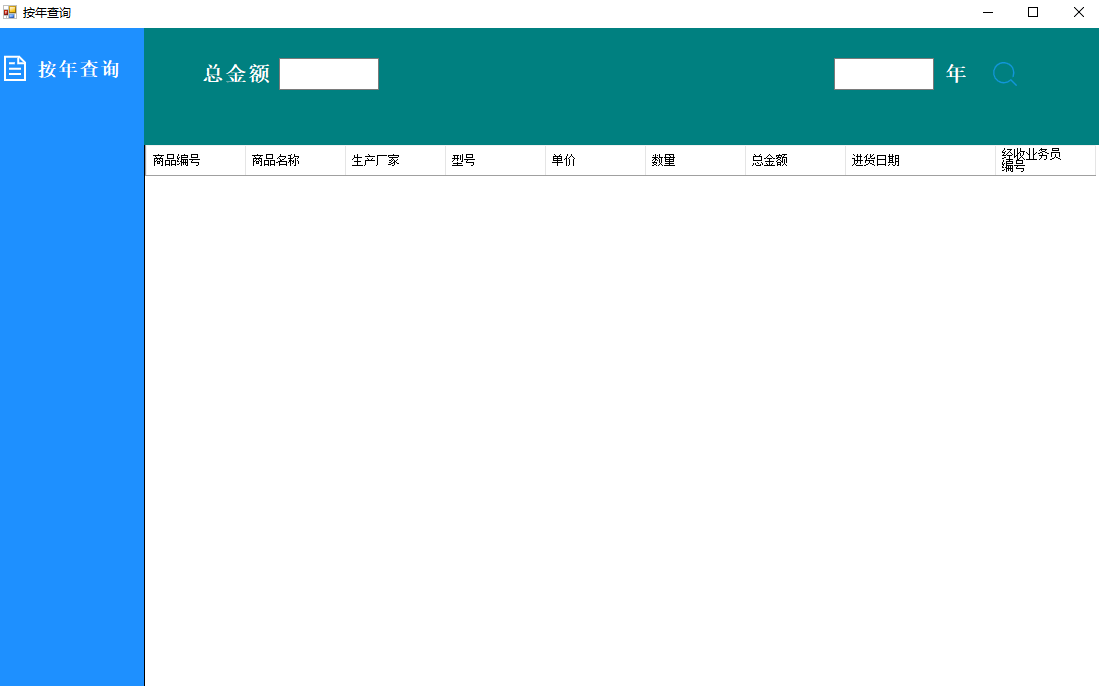 按年查询
按年查询
总金额
年
商品编号 商品名称 生产厂家 型号 单价 数量 总金额 进货日期 经收业务员
编号